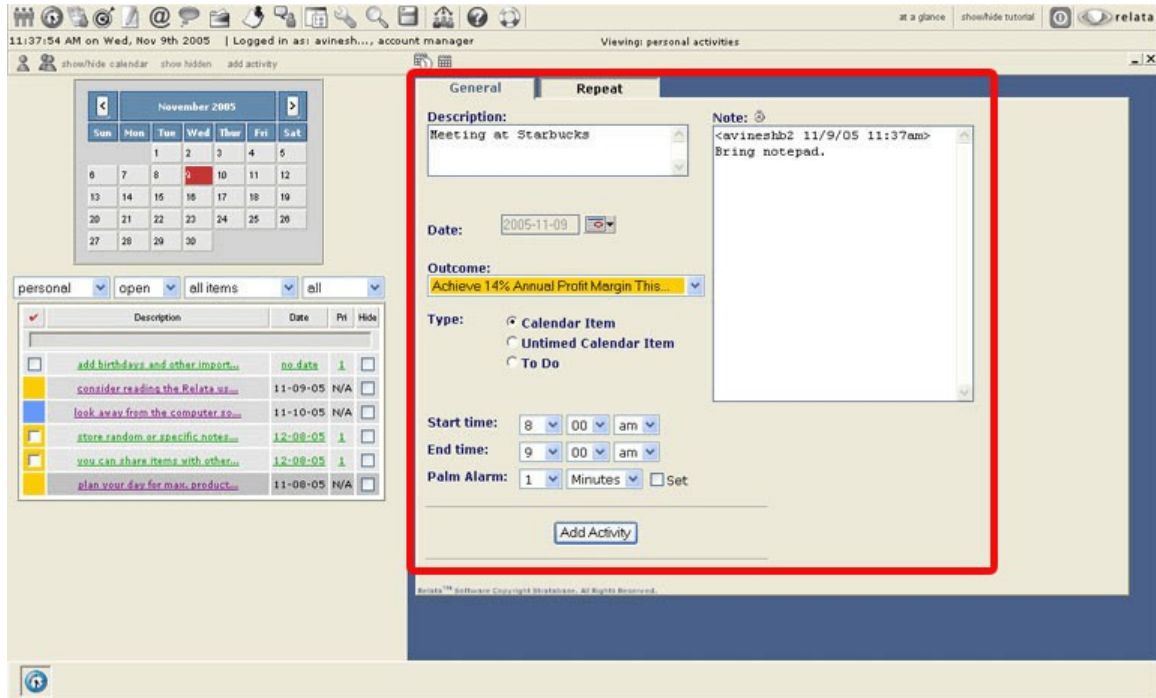 at a glance show/hide tutorial relata
11:37:54 AM on Wed, Nov 9th 2005 | Logged in as: avinesh..., account manager Viewing: personal activities
show/hide calendar show hidden add activity
November 2005
Sun Mon Tue Wed Thur Fri Sat
1 2 3 4 5
6 7 8 9 10 11 12
13 14 15 16 17 18 19
20 21 22 23 24 25 26
27 28 29 30
personal open all items all
Description Date Pri Hide
add birthdays and other import... no date 1
consider reading the Relata us... 11-09-05 N/A
look away from the computer so... 11-10-05 N/A
store random or specific notes... 12-08-05 1
you can share items with other... 12-08-05 1
plan your day for max. product... 11-08-05 N/A
General Repeat
Description:
Meeting at Starbucks
Date: 2005-11-09
Outcome:
Achieve 14% Annual Profit Margin This...
Type: Calendar Item
Untimed Calendar Item
To Do
Start time: 8 00 am
End time: 9 00 am
Palm Alarm: 1 Minutes Set
Add Activity
Note:
<avineshb2 11/9/05 11:37am>
Bring notepad.
Relata™ Software Copyright Stratabase. All Rights Reserved.